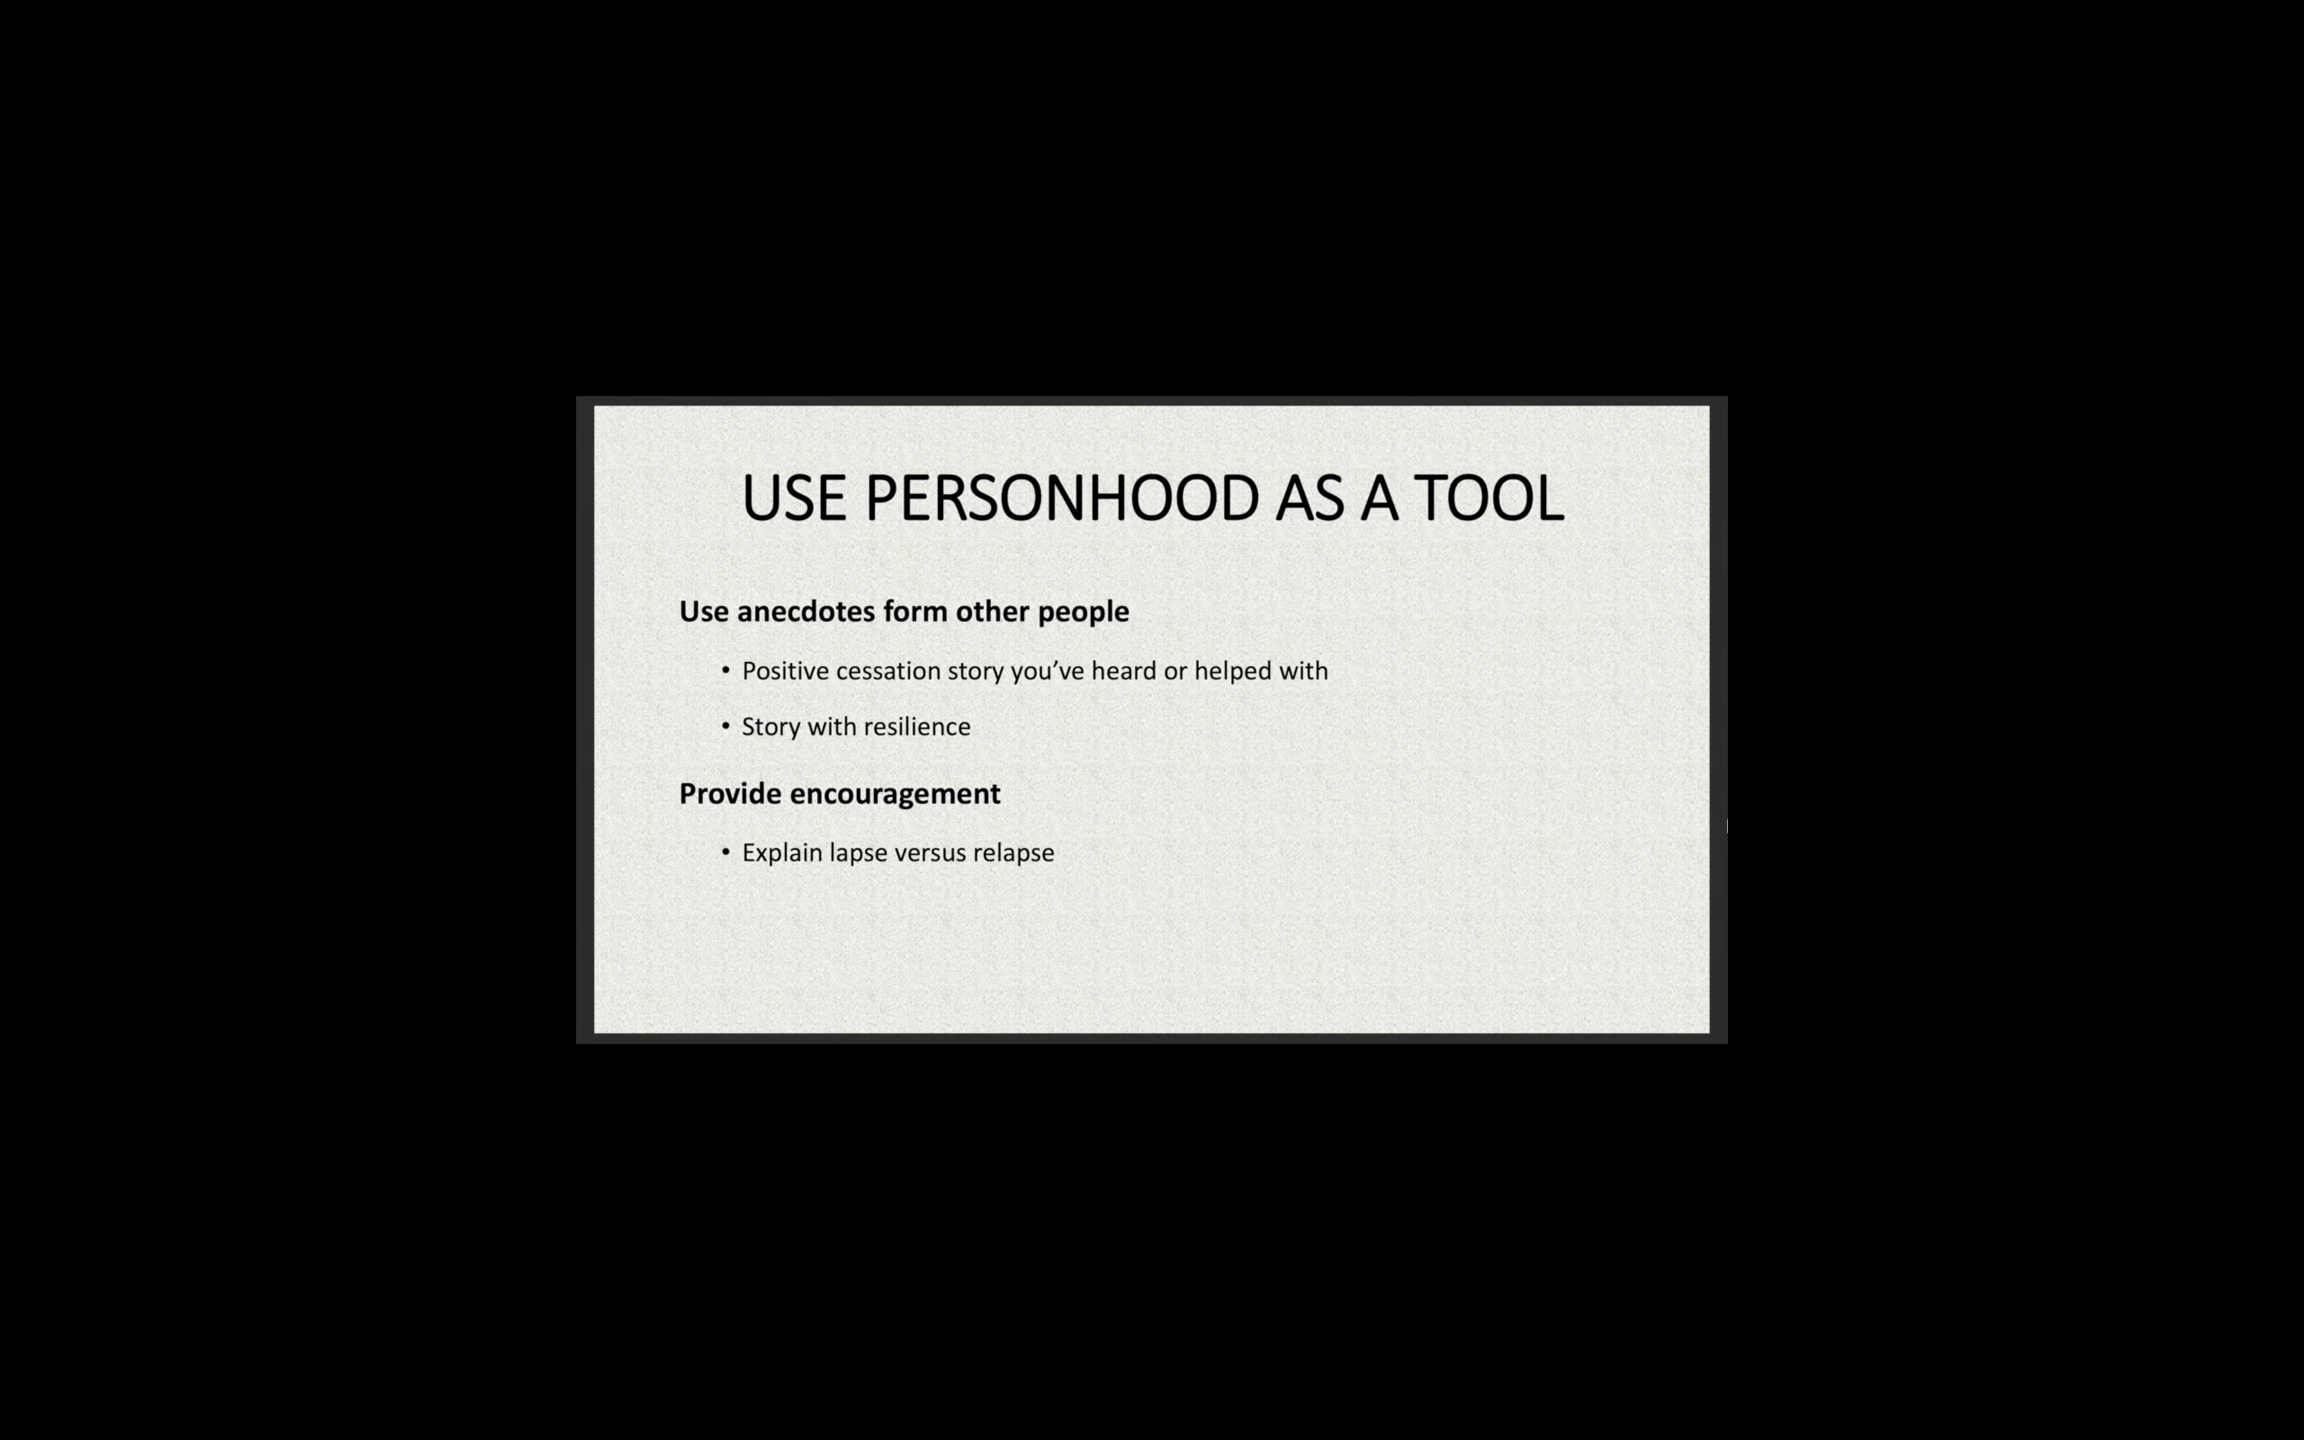 USE PERSONHOOD AS A TOOL
Use anecdotes form other people
• Positive cessation story you’ve heard or helped with
• Story with resilience
Provide encouragement
• Explain lapse versus relapse